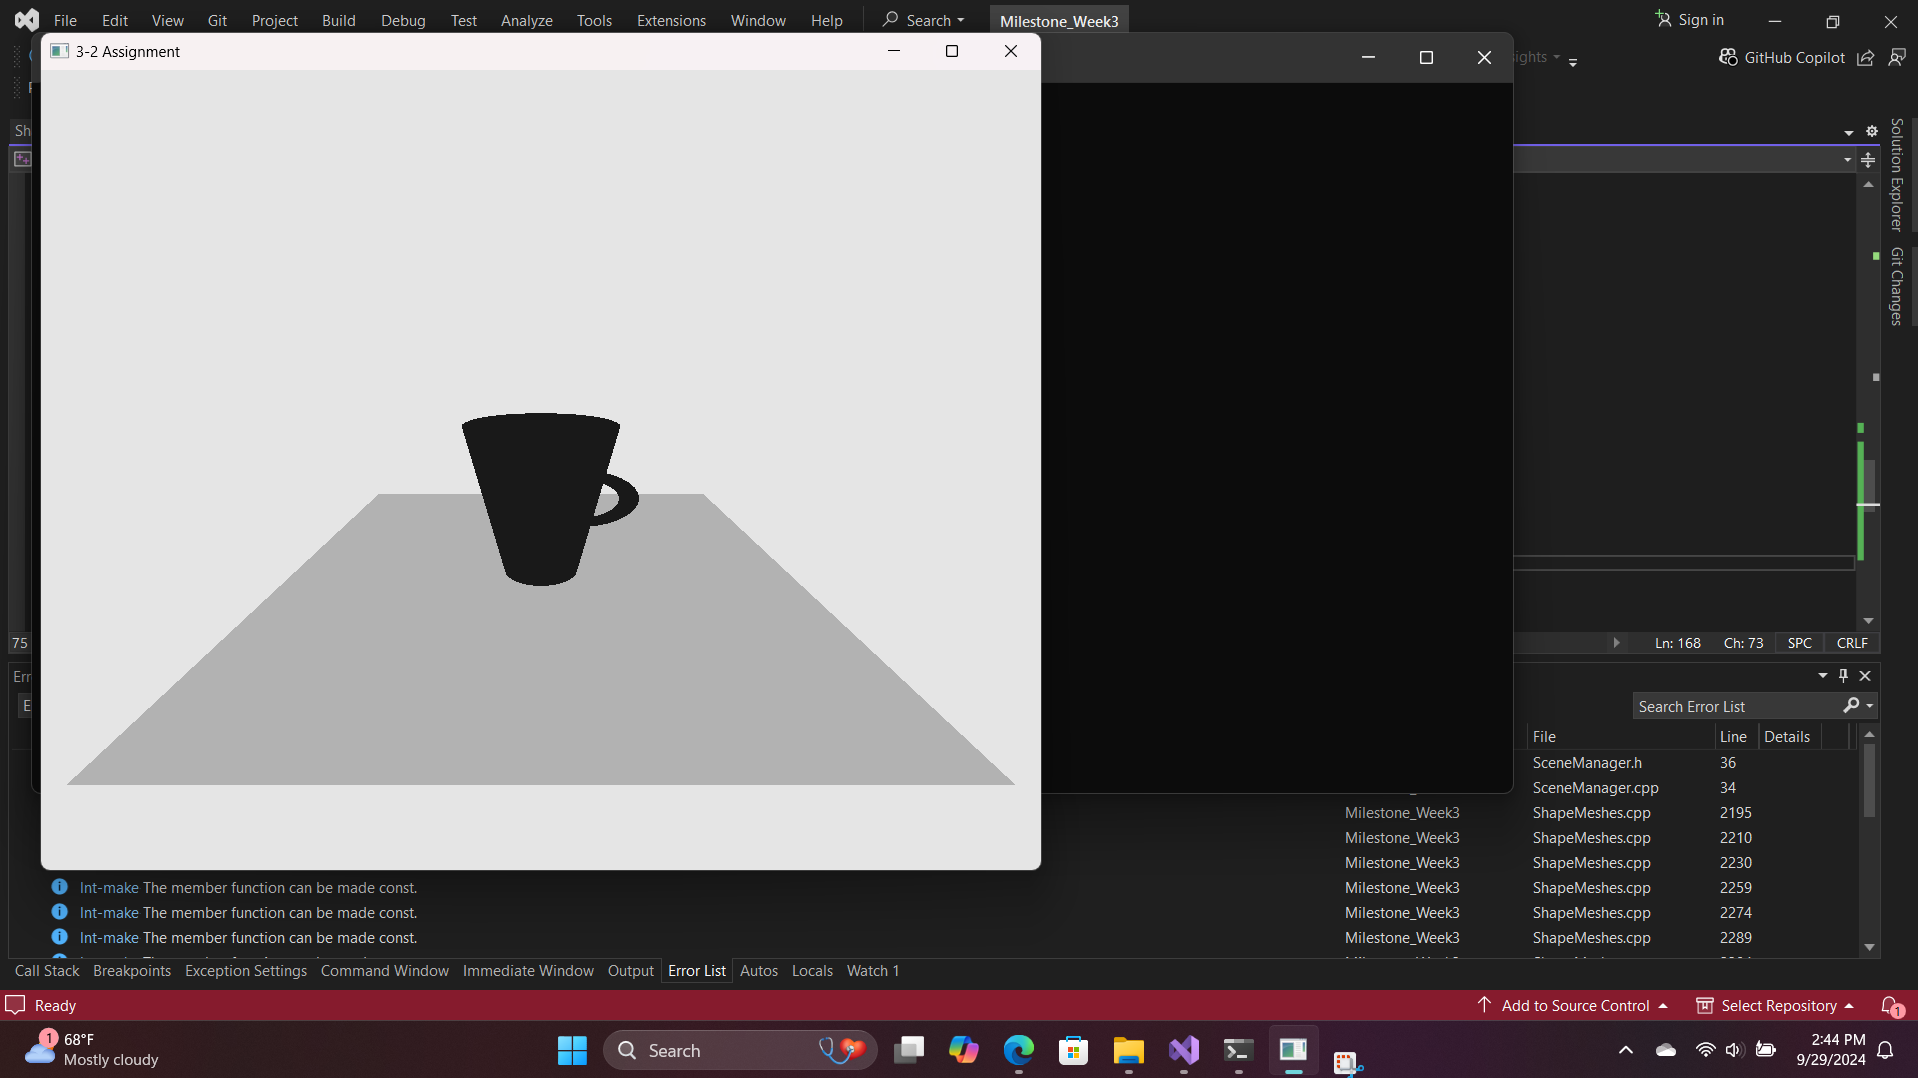 File Edit View Git Project Build Debug Test Analyze Tools Extensions Window Help Search Milestone_Week3 Sign in
3-2 Assignment
GitHub Copilot
Sh
Solution Explorer
Git Changes
75
Ln: 168 Ch: 73 SPC CRLF
Err
E
Search Error List
File Line Details
SceneManager.h 36
SceneManager.cpp 34
Milestone_Week3 ShapeMeshes.cpp 2195
Milestone_Week3 ShapeMeshes.cpp 2210
Milestone_Week3 ShapeMeshes.cpp 2230
Int-make The member function can be made const. Milestone_Week3 ShapeMeshes.cpp 2259
Int-make The member function can be made const. Milestone_Week3 ShapeMeshes.cpp 2274
Int-make The member function can be made const. Milestone_Week3 ShapeMeshes.cpp 2289
Call Stack Breakpoints Exception Settings Command Window Immediate Window Output Error List Autos Locals Watch 1
Ready Add to Source Control Select Repository 1
1 68°F
Mostly cloudy
Search
2:44 PM
9/29/2024